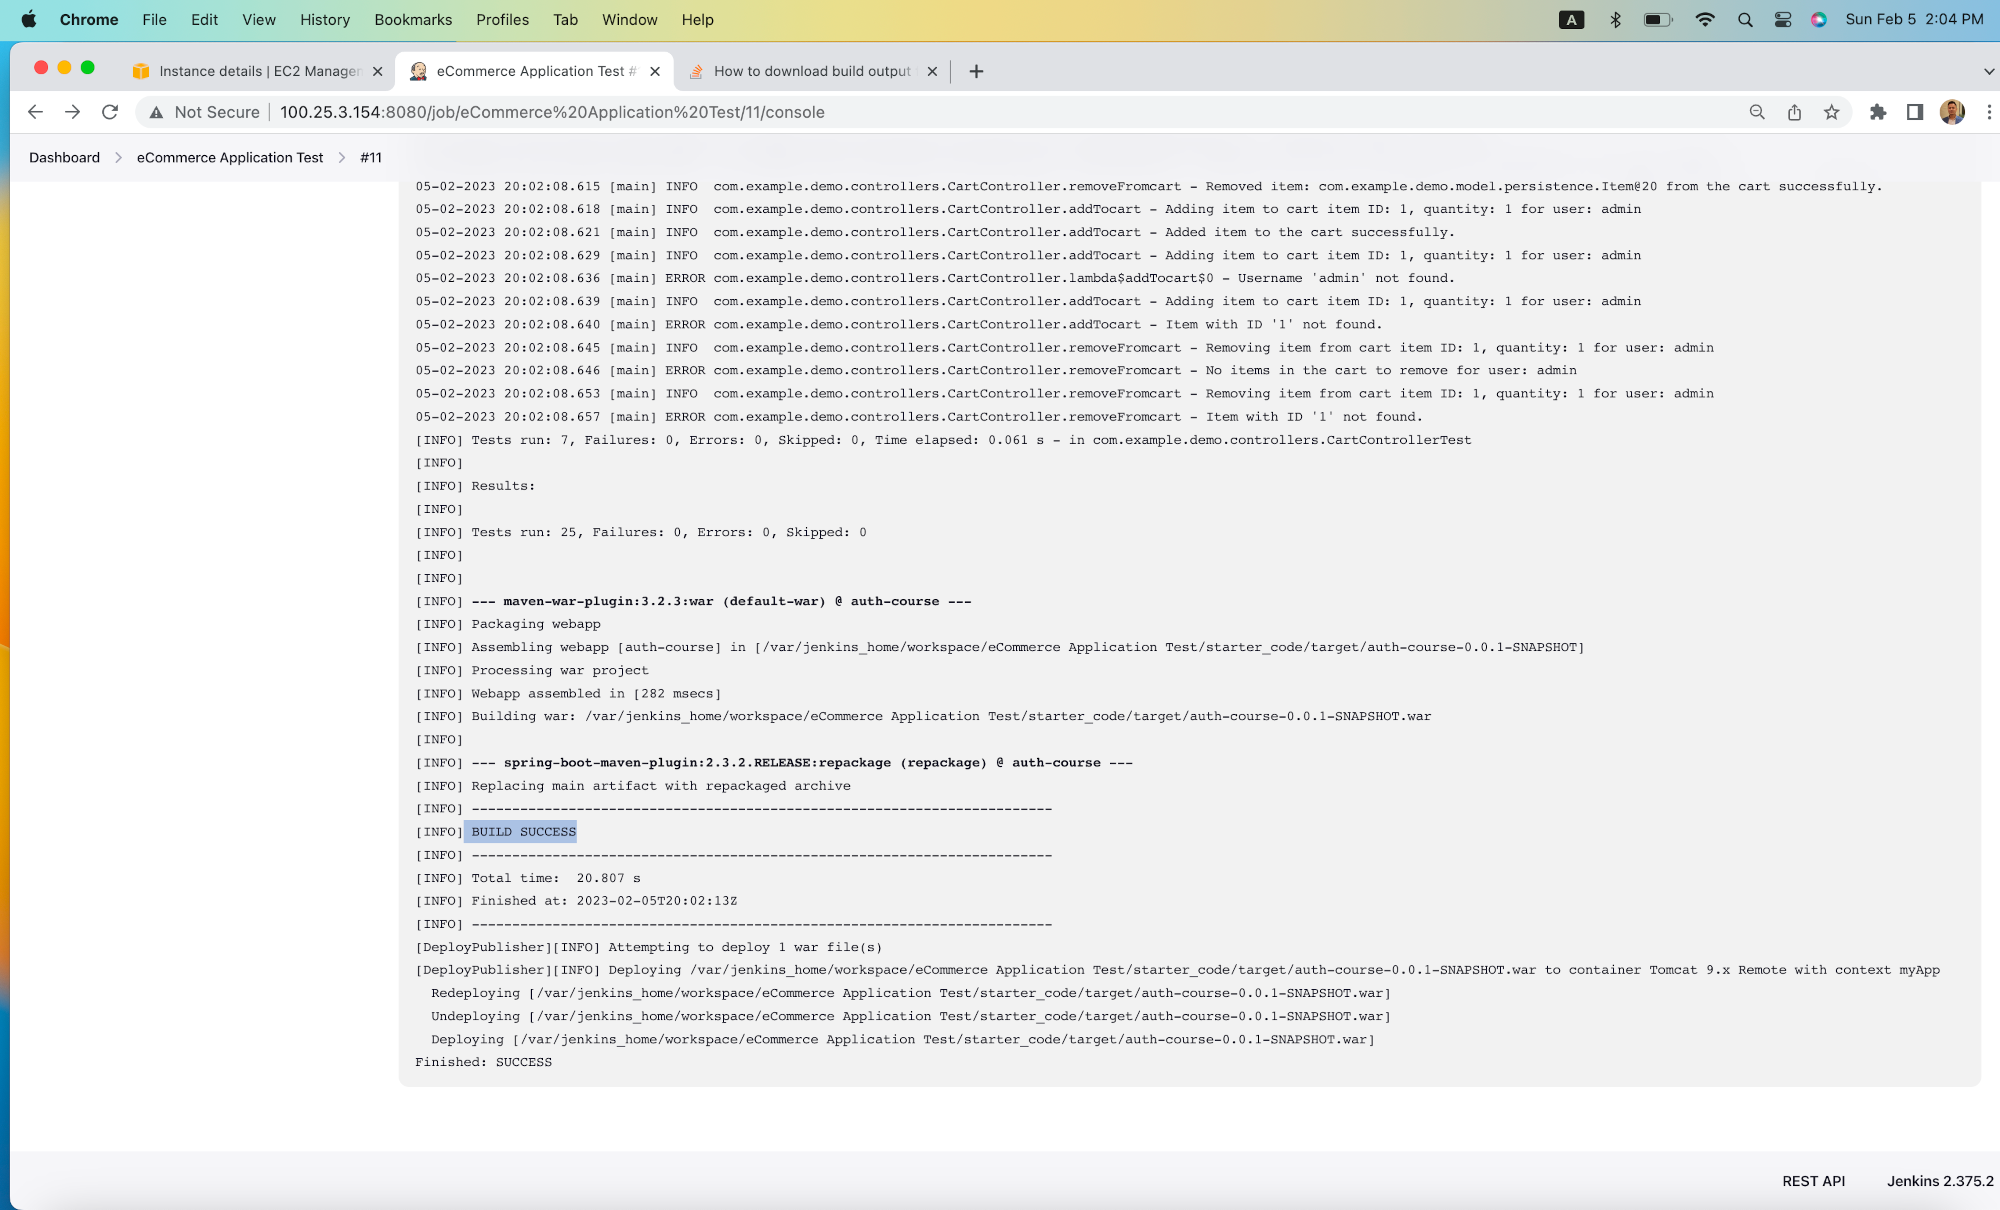 Chrome File Edit View History Bookmarks Profiles Tab Window Help A Sun Feb 5 2:04 PM
Instance details | EC2 Manager eCommerce Application Test # How to download build output
Not Secure 100.25.3.154:8080/job/eCommerce%20Application%20Test/11/console
Dashboard eCommerce Application Test #11
05-02-2023 20:02:08.615 [main] INFO com.example.demo.controllers.CartController.removeFromcart - Removed item: com.example.demo.model.persistence.Item@20 from the cart successfully.
05-02-2023 20:02:08.618 [main] INFO com.example.demo.controllers.CartController.addTocart - Adding item to cart item ID: 1, quantity: 1 for user: admin
05-02-2023 20:02:08.621 [main] INFO com.example.demo.controllers.CartController.addTocart - Added item to the cart successfully.
05-02-2023 20:02:08.629 [main] INFO com.example.demo.controllers.CartController.addTocart - Adding item to cart item ID: 1, quantity: 1 for user: admin
05-02-2023 20:02:08.636 [main] ERROR com.example.demo.controllers.CartController.lambda$addTocart$0 - Username 'admin' not found.
05-02-2023 20:02:08.639 [main] INFO com.example.demo.controllers.CartController.addTocart - Adding item to cart item ID: 1, quantity: 1 for user: admin
05-02-2023 20:02:08.640 [main] ERROR com.example.demo.controllers.CartController.addTocart - Item with ID '1' not found.
05-02-2023 20:02:08.645 [main] INFO com.example.demo.controllers.CartController.removeFromcart - Removing item from cart item ID: 1, quantity: 1 for user: admin
05-02-2023 20:02:08.646 [main] ERROR com.example.demo.controllers.CartController.removeFromcart - No items in the cart to remove for user: admin
05-02-2023 20:02:08.653 [main] INFO com.example.demo.controllers.CartController.removeFromcart - Removing item from cart item ID: 1, quantity: 1 for user: admin
05-02-2023 20:02:08.657 [main] ERROR com.example.demo.controllers.CartController.removeFromcart - Item with ID '1' not found.
[INFO] Tests run: 7, Failures: 0, Errors: 0, Skipped: 0, Time elapsed: 0.061 s - in com.example.demo.controllers.CartControllerTest
[INFO]
[INFO] Results:
[INFO]
[INFO] Tests run: 25, Failures: 0, Errors: 0, Skipped: 0
[INFO]
[INFO]
[INFO] --- maven-war-plugin:3.2.3:war (default-war) @ auth-course ---
[INFO] Packaging webapp
[INFO] Assembling webapp [auth-course] in [/var/jenkins_home/workspace/eCommerce Application Test/starter_code/target/auth-course-0.0.1-SNAPSHOT]
[INFO] Processing war project
[INFO] Webapp assembled in [282 msecs]
[INFO] Building war: /var/jenkins_home/workspace/eCommerce Application Test/starter_code/target/auth-course-0.0.1-SNAPSHOT.war
[INFO]
[INFO] --- spring-boot-maven-plugin:2.3.2.RELEASE:repackage (repackage) @ auth-course ---
[INFO] Replacing main artifact with repackaged archive
[INFO] ------------------------------------------------------------------------
[INFO] BUILD SUCCESS
[INFO] ------------------------------------------------------------------------
[INFO] Total time: 20.807 s
[INFO] Finished at: 2023-02-05T20:02:13Z
[INFO] ------------------------------------------------------------------------
[DeployPublisher][INFO] Attempting to deploy 1 war file(s)
[DeployPublisher][INFO] Deploying /var/jenkins_home/workspace/eCommerce Application Test/starter_code/target/auth-course-0.0.1-SNAPSHOT.war to container Tomcat 9.x Remote with context myApp
Redeploying [/var/jenkins_home/workspace/eCommerce Application Test/starter_code/target/auth-course-0.0.1-SNAPSHOT.war]
Undeploying [/var/jenkins_home/workspace/eCommerce Application Test/starter_code/target/auth-course-0.0.1-SNAPSHOT.war]
Deploying [/var/jenkins_home/workspace/eCommerce Application Test/starter_code/target/auth-course-0.0.1-SNAPSHOT.war]
Finished: SUCCESS
REST API Jenkins 2.375.2